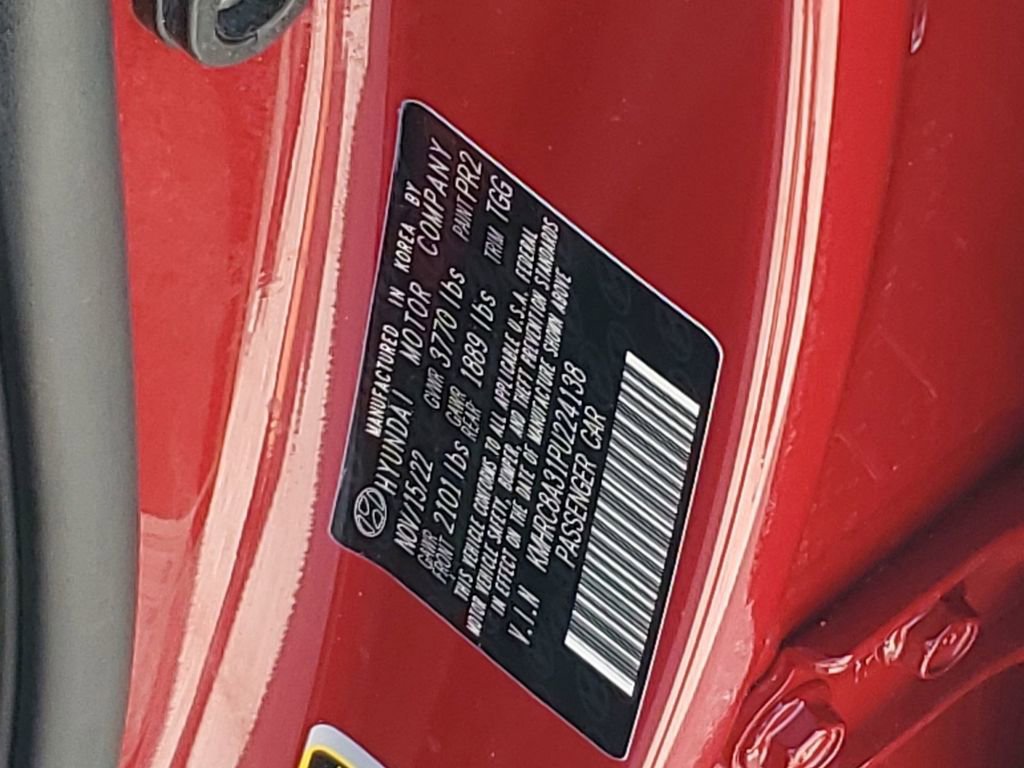 MANUFACTURED IN KOREA BY
HYUNDAI MOTOR COMPANY
NOV/15/22 GVWR 3770 lbs PAINT PR2
GAWR FRONT: 2101 lbs GAWR REAR: 1889 lbs TRIM TGG
THIS VEHICLE CONFORMS TO ALL APPLICABLE U.S.A. FEDERAL
MOTOR VEHICLE SAFETY, BUMPER, AND THEFT PREVENTION STANDARDS
IN EFFECT ON THE DATE OF MANUFACTURE SHOWN ABOVE
V.I.N KMHRC8A31PU224138
PASSENGER CAR